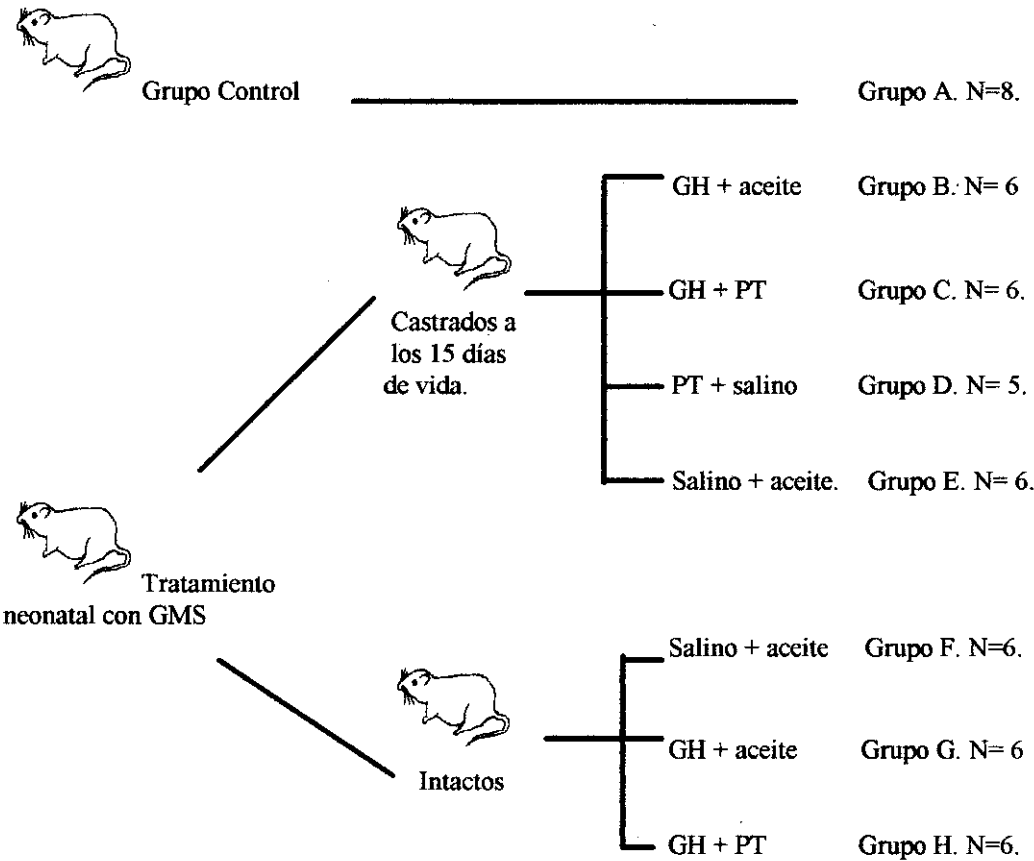 Grupo Control Grupo A. N=8.
GH + aceite Grupo B. N= 6
GH + PT Grupo C. N= 6.
Castrados a
los 15 días
de vida.
PT + salino Grupo D. N= 5.
Salino + aceite. Grupo E. N= 6.
Tratamiento
neonatal con GMS
Salino + aceite Grupo F. N=6.
GH + aceite Grupo G. N= 6
Intactos
GH + PT Grupo H. N=6.